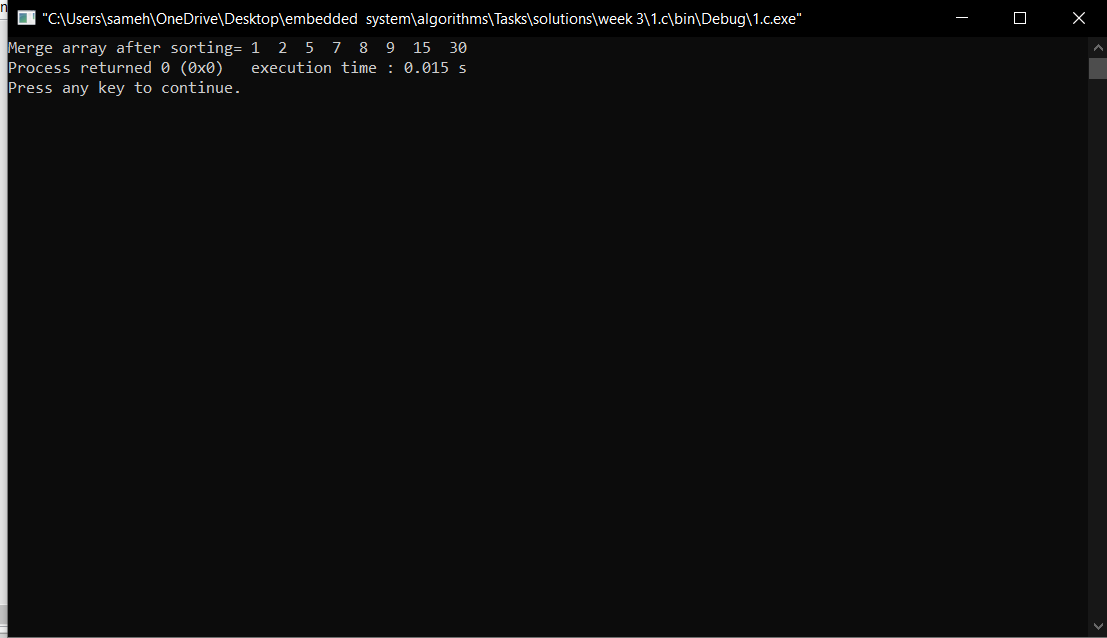 "C:\Users\sameh\OneDrive\Desktop\embedded  system\algorithms\Tasks\solutions\week 3\1.c\bin\Debug\1.c.exe"
Merge array after sorting= 1  2  5  7  8  9  15  30
Process returned 0 (0x0)   execution time : 0.015 s
Press any key to continue.